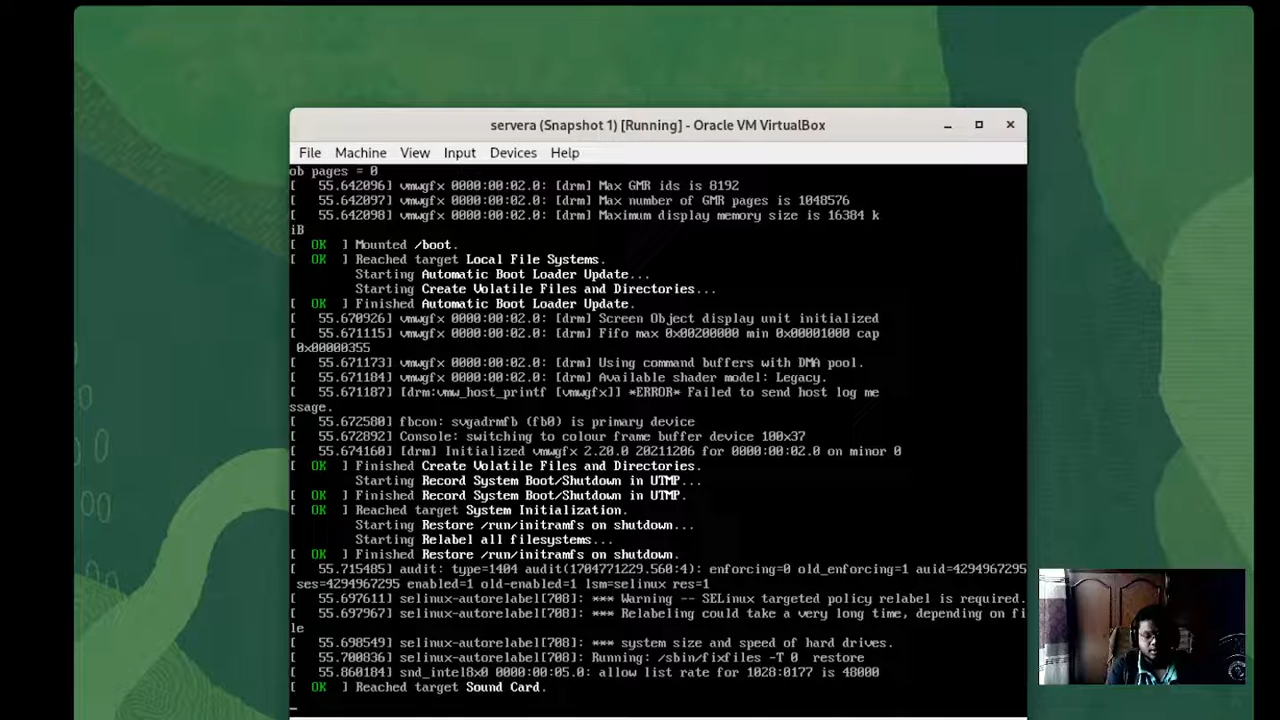 servera (Snapshot 1) [Running] - Oracle VM VirtualBox
File Machine View Input Devices Help
ob pages = 0
[   55.642096] vmwgfx 0000:00:02.0: [drm] Max GMR ids is 8192
[   55.642097] vmwgfx 0000:00:02.0: [drm] Max number of GMR pages is 1048576
[   55.642098] vmwgfx 0000:00:02.0: [drm] Maximum display memory size is 16384 k
iB
[  OK  ] Mounted /boot.
[  OK  ] Reached target Local File Systems.
         Starting Automatic Boot Loader Update...
         Starting Create Volatile Files and Directories...
[  OK  ] Finished Automatic Boot Loader Update.
[   55.670926] vmwgfx 0000:00:02.0: [drm] Screen Object display unit initialized
[   55.671115] vmwgfx 0000:00:02.0: [drm] Fifo max 0x00200000 min 0x00001000 cap
 0x00000355
[   55.671173] vmwgfx 0000:00:02.0: [drm] Using command buffers with DMA pool.
[   55.671184] vmwgfx 0000:00:02.0: [drm] Available shader model: Legacy.
[   55.671187] [drm:vmw_host_printf [vmwgfx]] *ERROR* Failed to send host log me
ssage.
[   55.672580] fbcon: svgadrmfb (fb0) is primary device
[   55.672892] Console: switching to colour frame buffer device 100x37
[   55.674160] [drm] Initialized vmwgfx 2.20.0 20211206 for 0000:00:02.0 on minor 0
[  OK  ] Finished Create Volatile Files and Directories.
         Starting Record System Boot/Shutdown in UTMP...
[  OK  ] Finished Record System Boot/Shutdown in UTMP.
[  OK  ] Reached target System Initialization.
         Starting Restore /run/initramfs on shutdown...
         Starting Relabel all filesystems...
[  OK  ] Finished Restore /run/initramfs on shutdown.
[   55.715485] audit: type=1404 audit(1704771229.560:4): enforcing=0 old_enforcing=1 auid=4294967295
 ses=4294967295 enabled=1 old-enabled=1 lsm=selinux res=1
[   55.697611] selinux-autorelabel[708]: *** Warning -- SELinux targeted policy relabel is required.
[   55.697967] selinux-autorelabel[708]: *** Relabeling could take a very long time, depending on fi
le
[   55.698549] selinux-autorelabel[708]: *** system size and speed of hard drives.
[   55.700836] selinux-autorelabel[708]: Running: /sbin/fixfiles -T 0  restore
[   55.860184] snd_intel8x0 0000:00:05.0: allow list rate for 1028:0177 is 48000
[  OK  ] Reached target Sound Card.